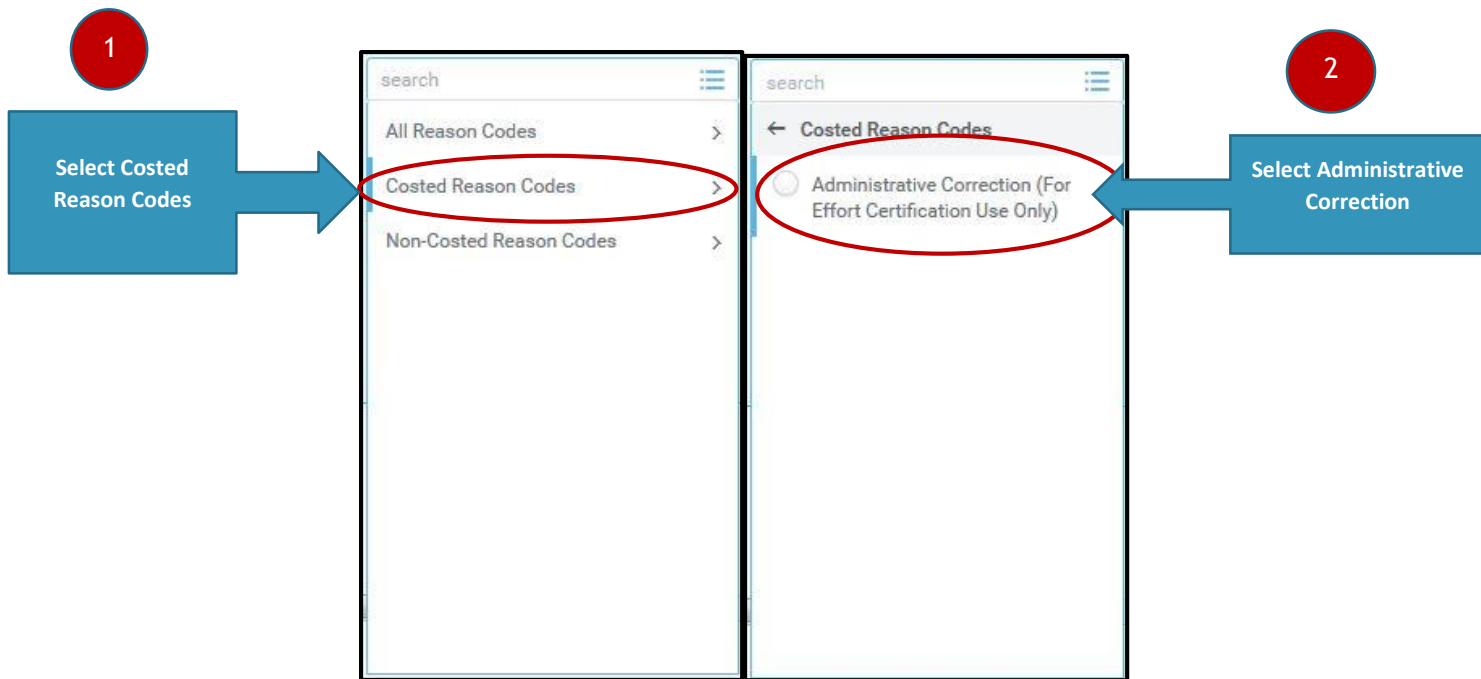 1
Select Costed
Reason Codes
search
All Reason Codes
Costed Reason Codes
Non-Costed Reason Codes
search
Costed Reason Codes
Administrative Correction (For
Effort Certification Use Only)
2
Select Administrative
Correction